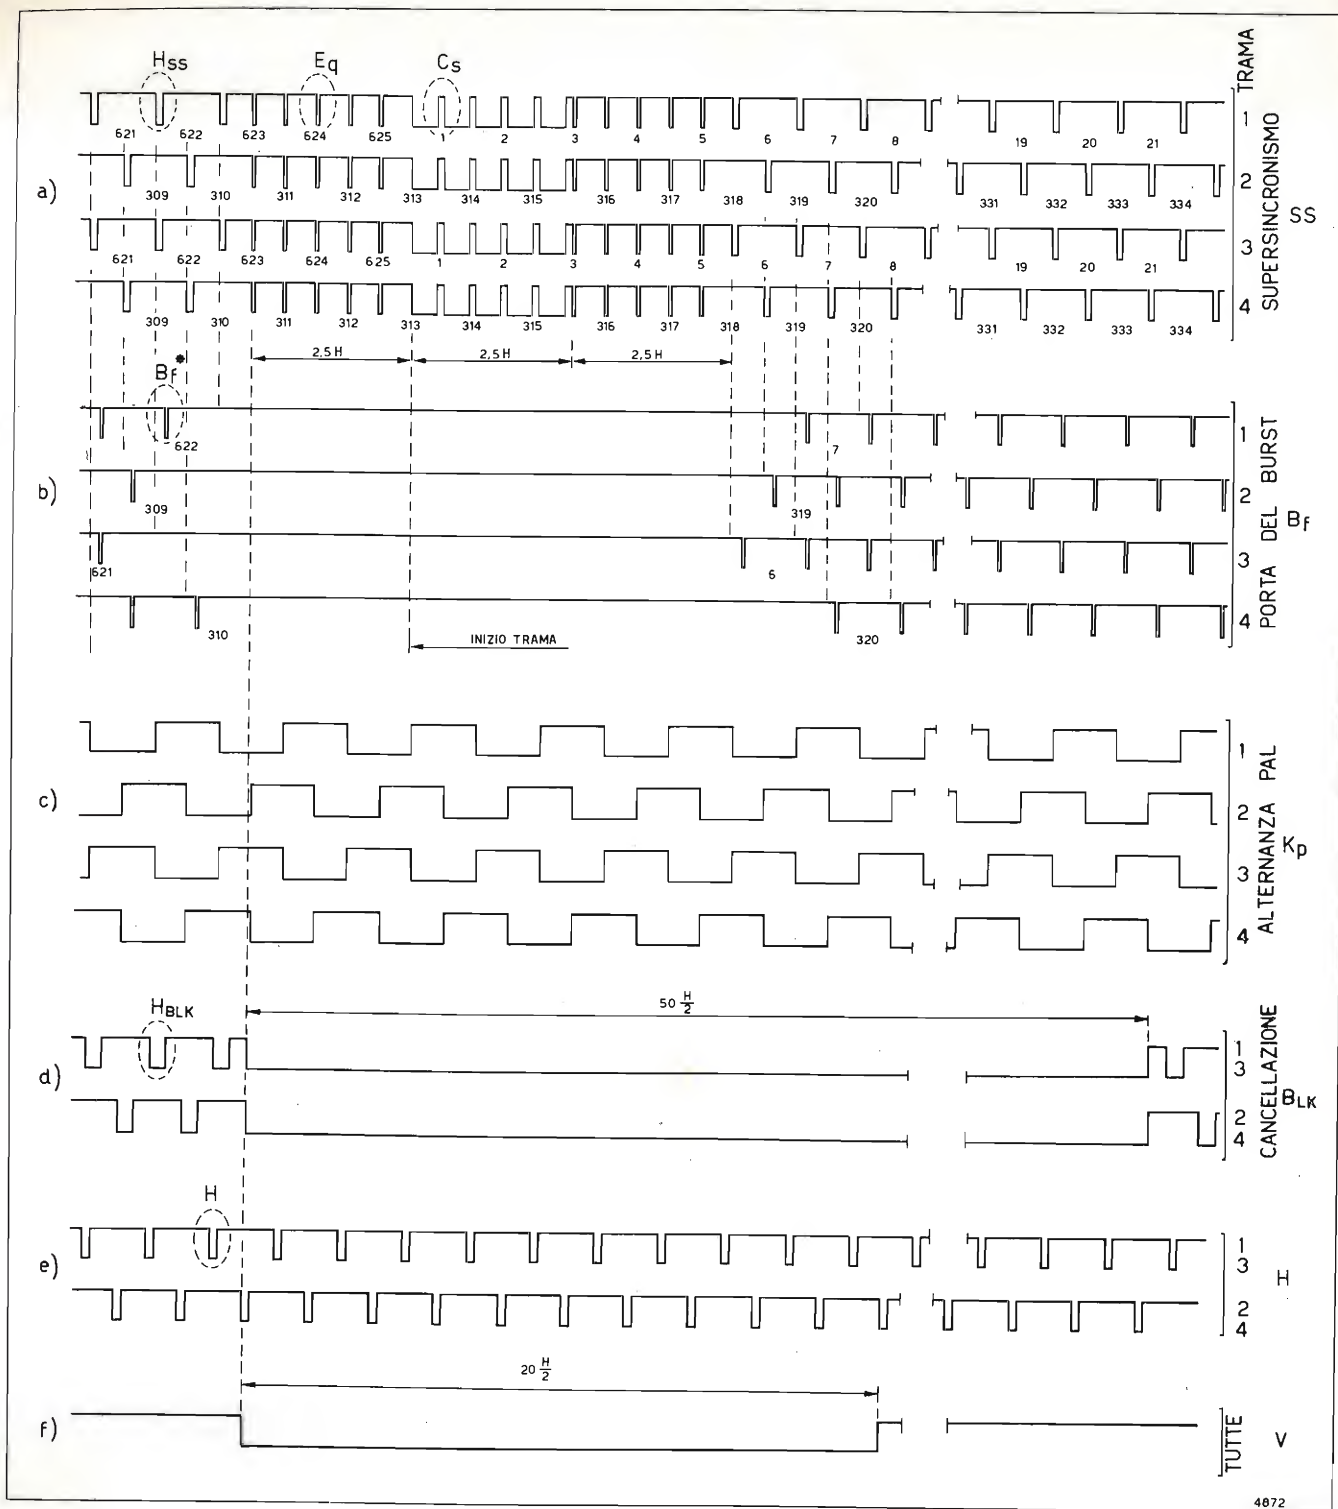 HSS Eq CS
621 622 623 624 625 1 2 3 4 5 6 7 8 19 20 21
a)
309 310 311 312 313 314 315 316 317 318 319 320 331 332 333 334
621 622 623 624 625 1 2 3 4 5 6 7 8 19 20 21
309 310 311 312 313 314 315 316 317 318 319 320 331 332 333 334
1
2
3
4
TRAMA
SUPERSINCRONISMO
SS
2,5 H 2,5 H 2,5 H
Bf*
622 7
b)
309 319
621 6
310 320
INIZIO TRAMA
1
2
3
4
PORTA DEL BURST
Bf
c)
1
2
3
4
ALTERNANZA PAL
Kp
HBLK
50 H/2
d)
1
3
2
4
CANCELLAZIONE
BLK
H
e)
1
3
2
4
H
20 H/2
f)
TUTTE
V
4872